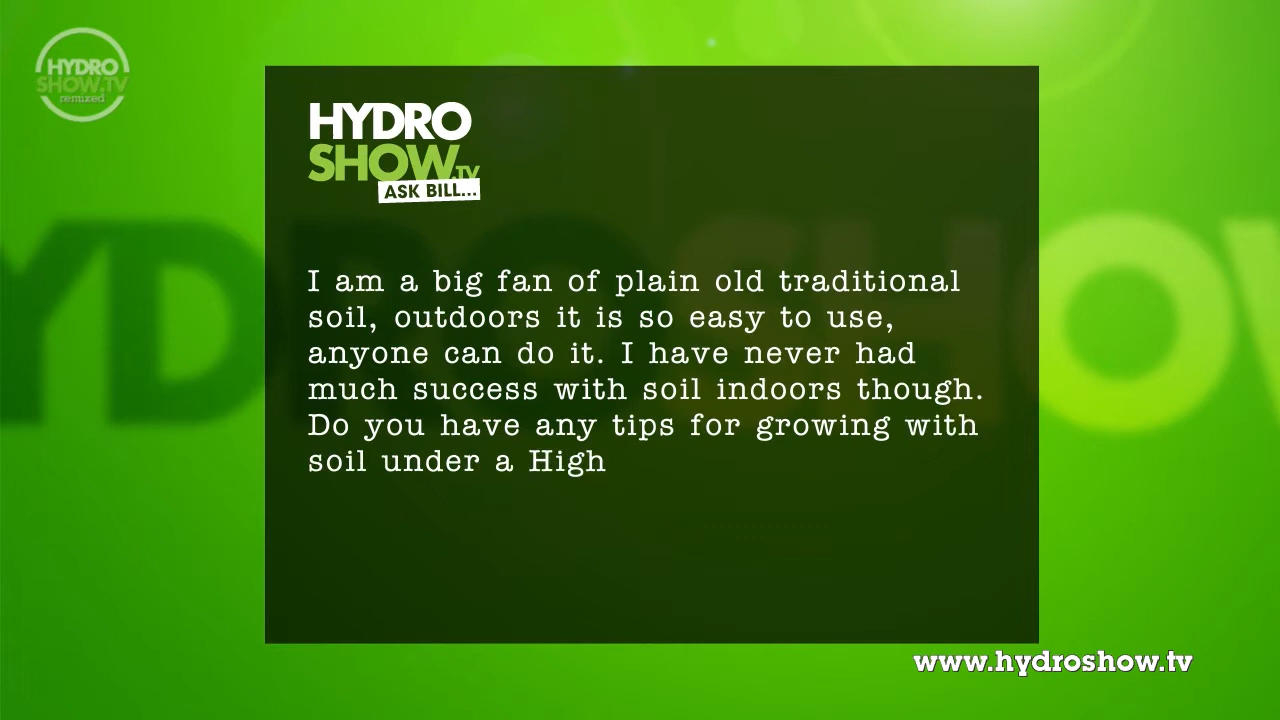 HYDRO
SHOW.TV
remixed
HYDRO
SHOW.TV
ASK BILL...
I am a big fan of plain old traditional
soil, outdoors it is so easy to use,
anyone can do it. I have never had
much success with soil indoors though.
Do you have any tips for growing with
soil under a High
YDROSHOW
www.hydroshow.tv